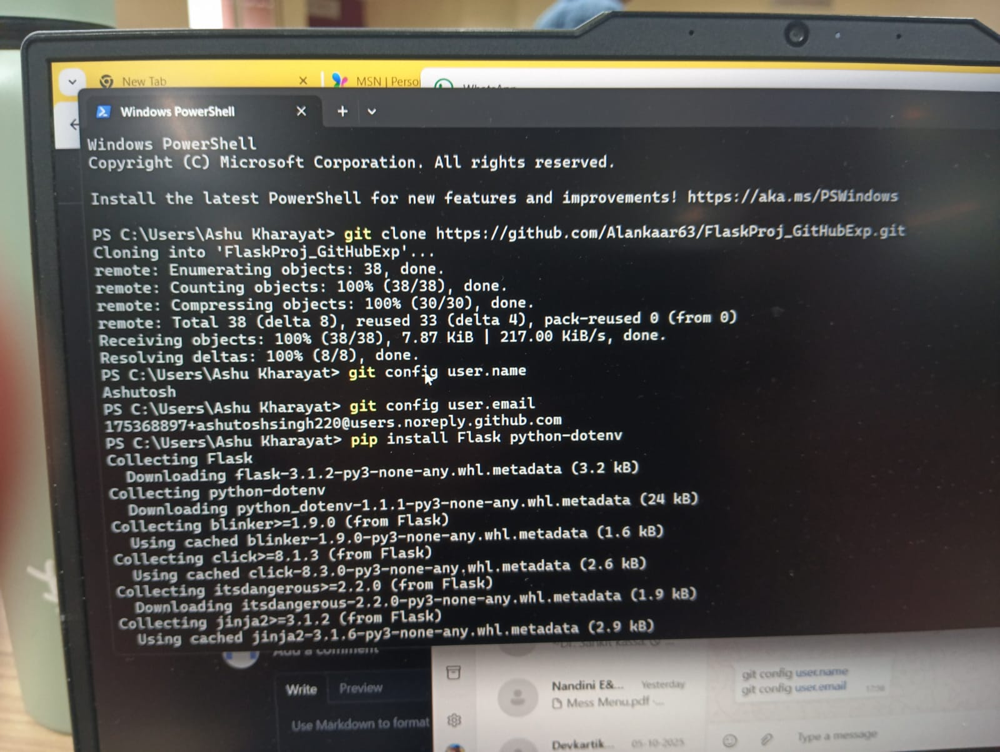 New Tab
MSN | Perso
WhatsApp
Windows PowerShell
Windows PowerShell
Copyright (C) Microsoft Corporation. All rights reserved.
Install the latest PowerShell for new features and improvements! https://aka.ms/PSWindows
PS C:\Users\Ashu Kharayat> git clone https://github.com/Alankaar63/FlaskProj_GitHubExp.git
Cloning into 'FlaskProj_GitHubExp'...
remote: Enumerating objects: 38, done.
remote: Counting objects: 100% (38/38), done.
remote: Compressing objects: 100% (30/30), done.
remote: Total 38 (delta 8), reused 33 (delta 4), pack-reused 0 (from 0)
Receiving objects: 100% (38/38), 7.87 KiB | 217.00 KiB/s, done.
Resolving deltas: 100% (8/8), done.
PS C:\Users\Ashu Kharayat> git config user.name
Ashutosh
PS C:\Users\Ashu Kharayat> git config user.email
175368897+ashutoshsingh220@users.noreply.github.com
PS C:\Users\Ashu Kharayat> pip install Flask python-dotenv
Collecting Flask
Downloading flask-3.1.2-py3-none-any.whl.metadata (3.2 kB)
Collecting python-dotenv
Downloading python_dotenv-1.1.1-py3-none-any.whl.metadata (24 kB)
Collecting blinker>=1.9.0 (from Flask)
Using cached blinker-1.9.0-py3-none-any.whl.metadata (1.6 kB)
Collecting click>=8.1.3 (from Flask)
Using cached click-8.3.0-py3-none-any.whl.metadata (2.6 kB)
Collecting itsdangerous>=2.2.0 (from Flask)
Downloading itsdangerous-2.2.0-py3-none-any.whl.metadata (1.9 kB)
Collecting jinja2>=3.1.2 (from Flask)
Using cached jinja2-3.1.6-py3-none-any.whl.metadata (2.9 kB)
Add a comment
Write
Preview
Use Markdown to format
Nandini E&...
Yesterday
Mess Menu.pdf
Devkartik...
05-10-2025
git config user.name
git config user.email
Type a message